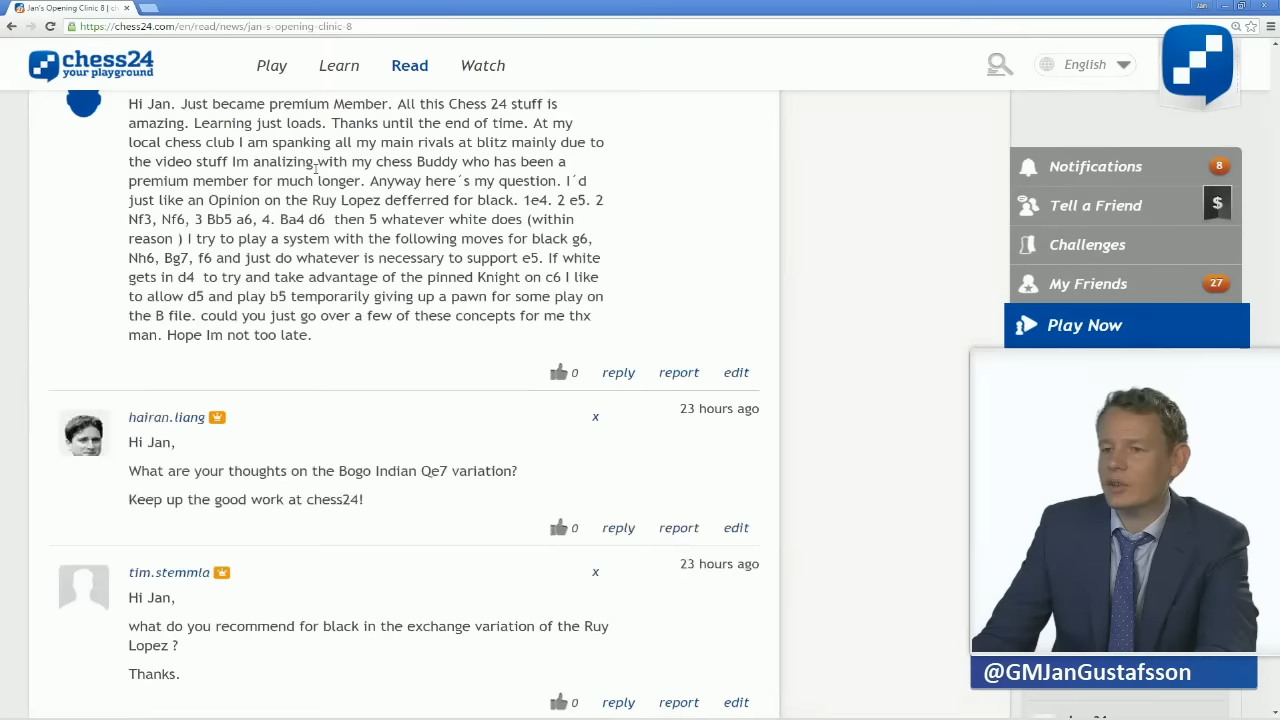 Jan's Opening Clinic 8 | ch
Jan
https://chess24.com/en/read/news/jan-s-opening-clinic-8
chess24
your playground
Play
Learn
Read
Watch
English
Hi Jan. Just became premium Member. All this Chess 24 stuff is
amazing. Learning just loads. Thanks until the end of time. At my
local chess club I am spanking all my main rivals at blitz mainly due to
the video stuff Im analizing with my chess Buddy who has been a
premium member for much longer. Anyway here´s my question. I´d
just like an Opinion on the Ruy Lopez defferred for black. 1e4. 2 e5. 2
Nf3, Nf6, 3 Bb5 a6, 4. Ba4 d6 then 5 whatever white does (within
reason ) I try to play a system with the following moves for black g6,
Nh6, Bg7, f6 and just do whatever is necessary to support e5. If white
gets in d4 to try and take advantage of the pinned Knight on c6 I like
to allow d5 and play b5 temporarily giving up a pawn for some play on
the B file. could you just go over a few of these concepts for me thx
man. Hope Im not too late.
0
reply
report
edit
hairan.liang
x
23 hours ago
Hi Jan,
What are your thoughts on the Bogo Indian Qe7 variation?
Keep up the good work at chess24!
0
reply
report
edit
tim.stemmla
x
23 hours ago
Hi Jan,
what do you recommend for black in the exchange variation of the Ruy
Lopez ?
Thanks.
0
reply
report
edit
Notifications
8
Tell a Friend
$
Challenges
My Friends
27
Play Now
@GMJanGustafsson